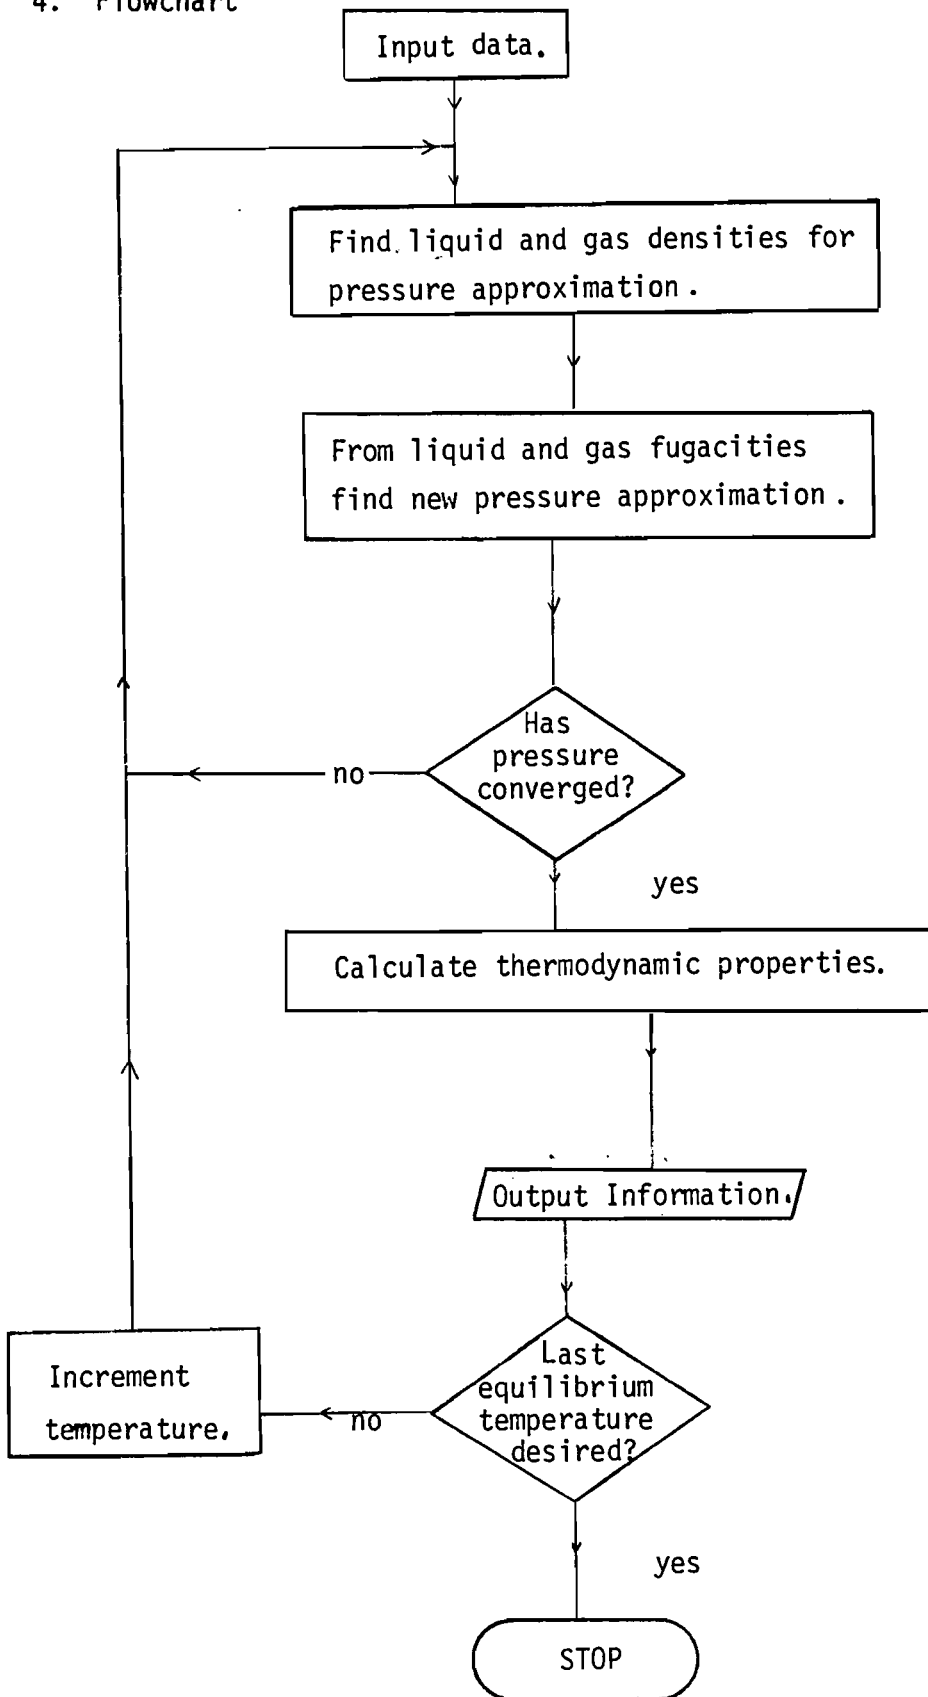 4. Flowchart
Input data.
Find liquid and gas densities for
pressure approximation.
From liquid and gas fugacities
find new pressure approximation.
Has
pressure
converged?
no
yes
Calculate thermodynamic properties.
Output Information.
Last
equilibrium
temperature
desired?
no
Increment
temperature.
yes
STOP